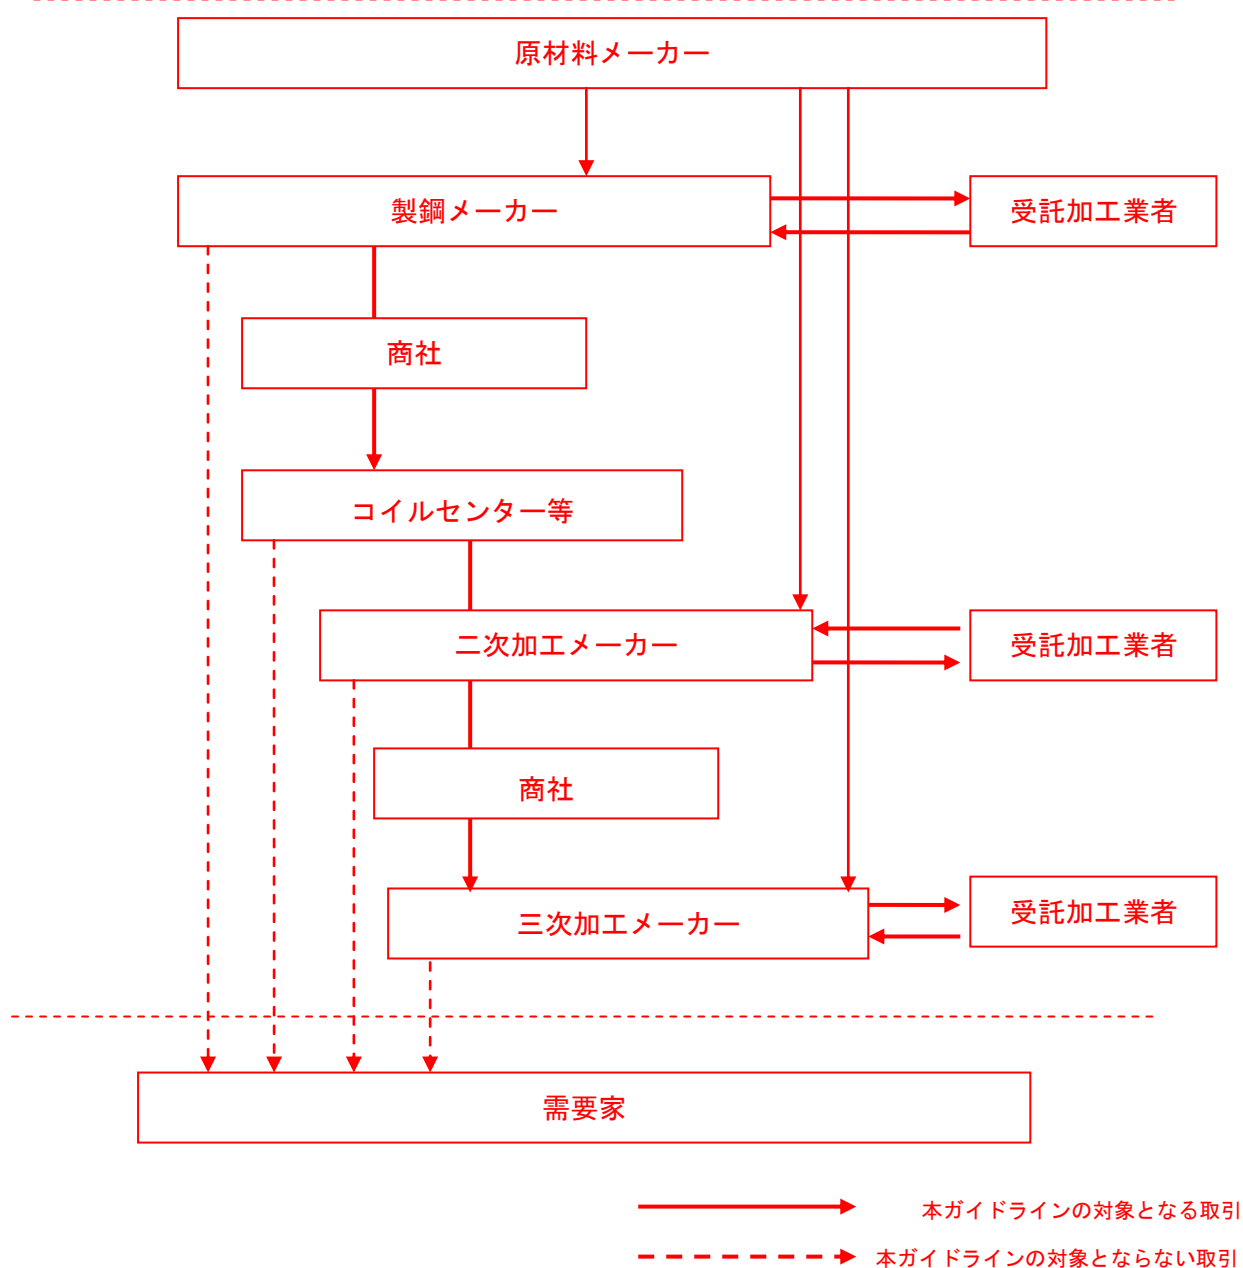 原材料メーカー
製鋼メーカー
受託加工業者
商社
コイルセンター等
二次加工メーカー
受託加工業者
商社
三次加工メーカー
受託加工業者
需要家
本ガイドラインの対象となる取引
本ガイドラインの対象とならない取引